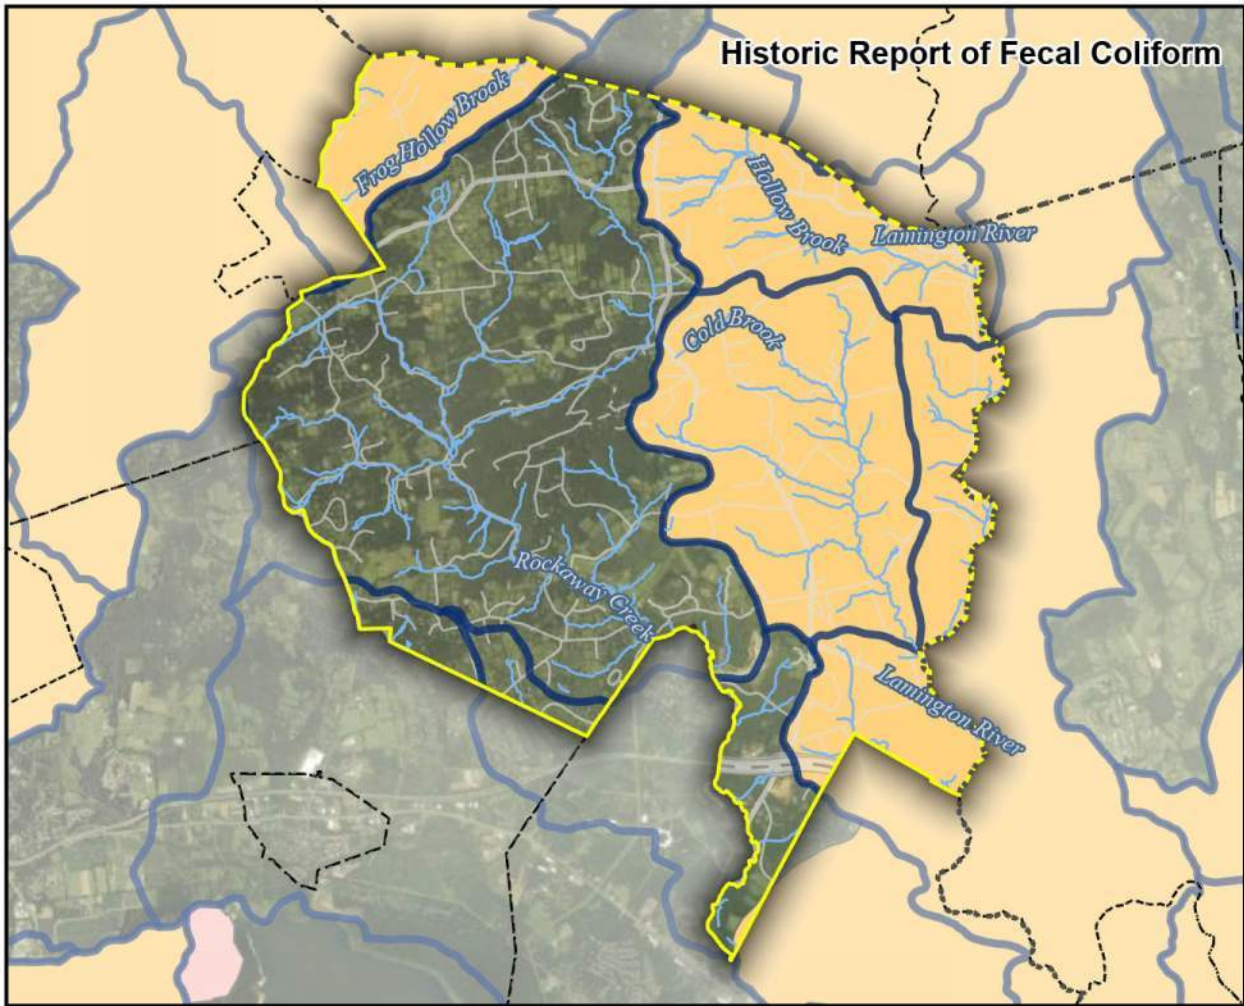 Historic Report of Fecal Coliform
Frog Hollow Brook
Hollow Brook
Lamington River
Cold Brook
Rockaway Creek
Lamington River